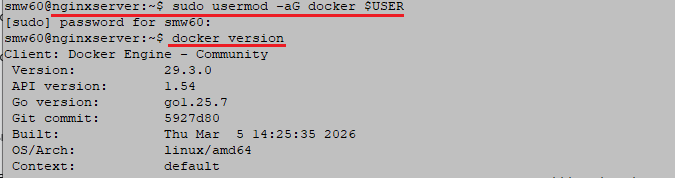 smw60@nginxserver:~$ sudo usermod -aG docker $USER
[sudo] password for smw60:
smw60@nginxserver:~$ docker version
Client: Docker Engine - Community
 Version:           29.3.0
 API version:       1.54
 Go version:        go1.25.7
 Git commit:        5927d80
 Built:             Thu Mar  5 14:25:35 2026
 OS/Arch:           linux/amd64
 Context:           default